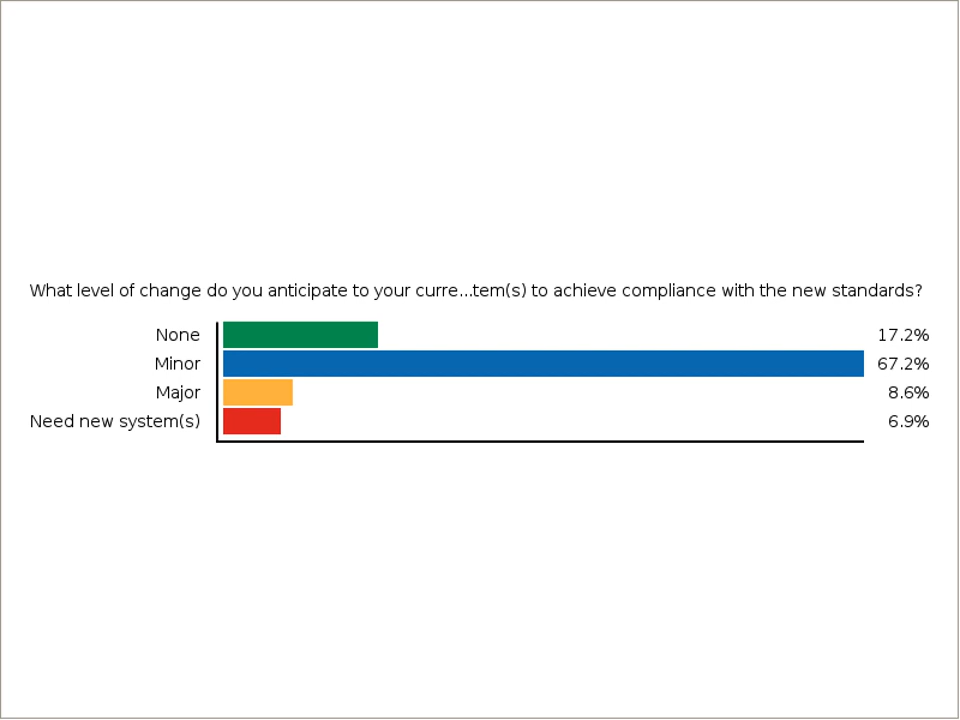 What level of change do you anticipate to your curre...tem(s) to achieve compliance with the new standards?
None 17.2%
Minor 67.2%
Major 8.6%
Need new system(s) 6.9%